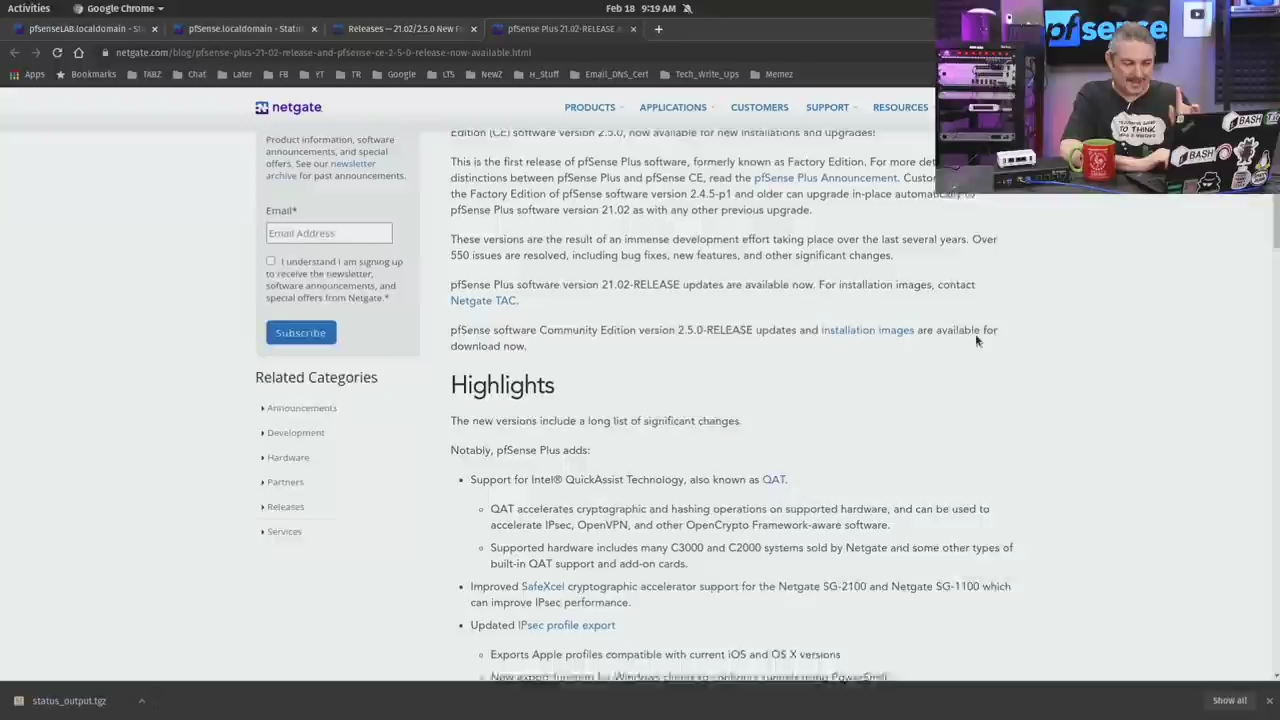 Activities
Google Chrome
Feb 18 9:19 AM
pfsenseLAB.localdomain - Sta
pfSense.localdomain - Status:
Releases — 21.02/2.5.0 New F
pfSense Plus 21.02-RELEASE a
netgate.com/blog/pfsense-plus-21-02-release-and-pfsense-ce-2-5-0-release-now-available.html
Apps
Bookmarks
TABZ
Chat
Later
YT
TR
Google
LTS
NewZ
H_Stuff
Email_DNS_Cert
Tech_Write_Ups
Memez
pfsense
TO THINK
BASH
BASH
netgate
PRODUCTS
APPLICATIONS
CUSTOMERS
SUPPORT
RESOURCES
Product information, software
announcements, and special
offers. See our newsletter
archive for past announcements.
Email*
Email Address
I understand I am signing up
to receive the newsletter,
software announcements, and
special offers from Netgate.*
Subscribe
Related Categories
Announcements
Development
Hardware
Partners
Releases
Services
Edition (CE) software version 2.5.0, now available for new installations and upgrades!
This is the first release of pfSense Plus software, formerly known as Factory Edition. For more det
distinctions between pfSense Plus and pfSense CE, read the pfSense Plus Announcement. Custo
the Factory Edition of pfSense software version 2.4.5-p1 and older can upgrade in-place automatically to
pfSense Plus software version 21.02 as with any other previous upgrade.
These versions are the result of an immense development effort taking place over the last several years. Over
550 issues are resolved, including bug fixes, new features, and other significant changes.
pfSense Plus software version 21.02-RELEASE updates are available now. For installation images, contact
Netgate TAC.
pfSense software Community Edition version 2.5.0-RELEASE updates and installation images are available for
download now.
Highlights
The new versions include a long list of significant changes.
Notably, pfSense Plus adds:
Support for Intel® QuickAssist Technology, also known as QAT.
QAT accelerates cryptographic and hashing operations on supported hardware, and can be used to
accelerate IPsec, OpenVPN, and other OpenCrypto Framework-aware software.
Supported hardware includes many C3000 and C2000 systems sold by Netgate and some other types of
built-in QAT support and add-on cards.
Improved SafeXcel cryptographic accelerator support for the Netgate SG-2100 and Netgate SG-1100 which
can improve IPsec performance.
Updated IPsec profile export
Exports Apple profiles compatible with current iOS and OS X versions
New export function for Windows clients to configure tunnels using PowerShell
status_output.tgz
Show all